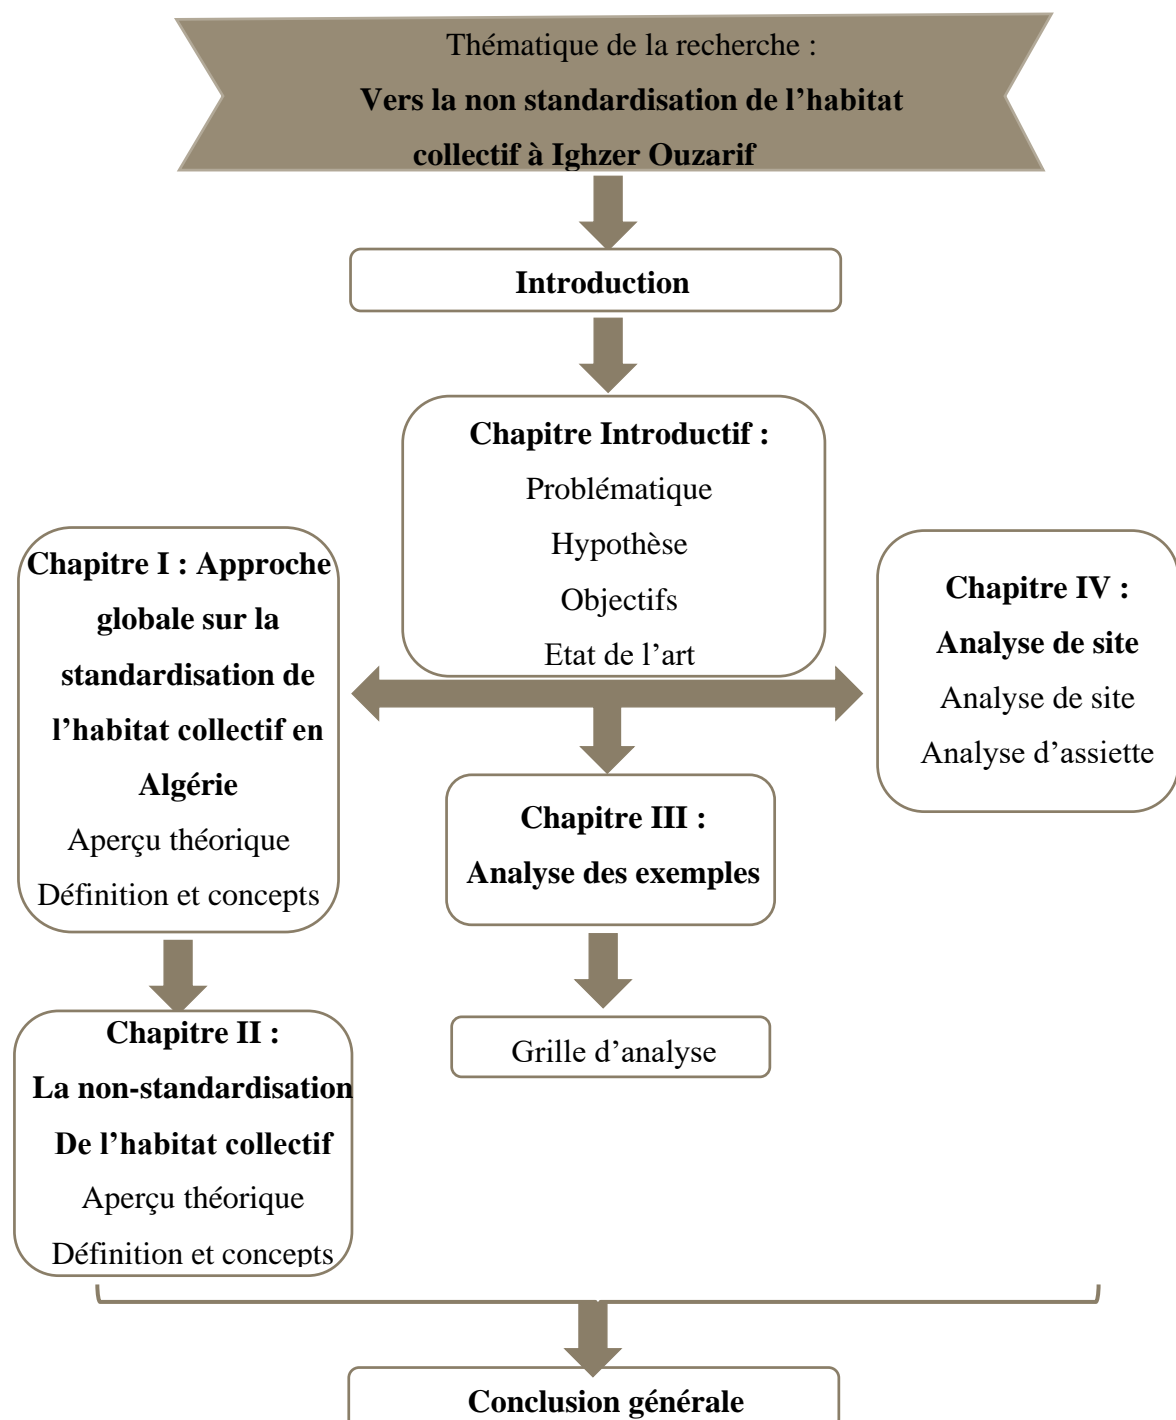 Thématique de la recherche :
Vers la non standardisation de l’habitat
collectif à Ighzer Ouzarif
Introduction
Chapitre Introductif :
Problématique
Hypothèse
Objectifs
Etat de l’art
Chapitre I : Approche
globale sur la
standardisation de
l’habitat collectif en
Algérie
Aperçu théorique
Définition et concepts
Chapitre II :
La non-standardisation
De l’habitat collectif
Aperçu théorique
Définition et concepts
Chapitre III :
Analyse des exemples
Grille d’analyse
Chapitre IV :
Analyse de site
Analyse de site
Analyse d’assiette
Conclusion générale